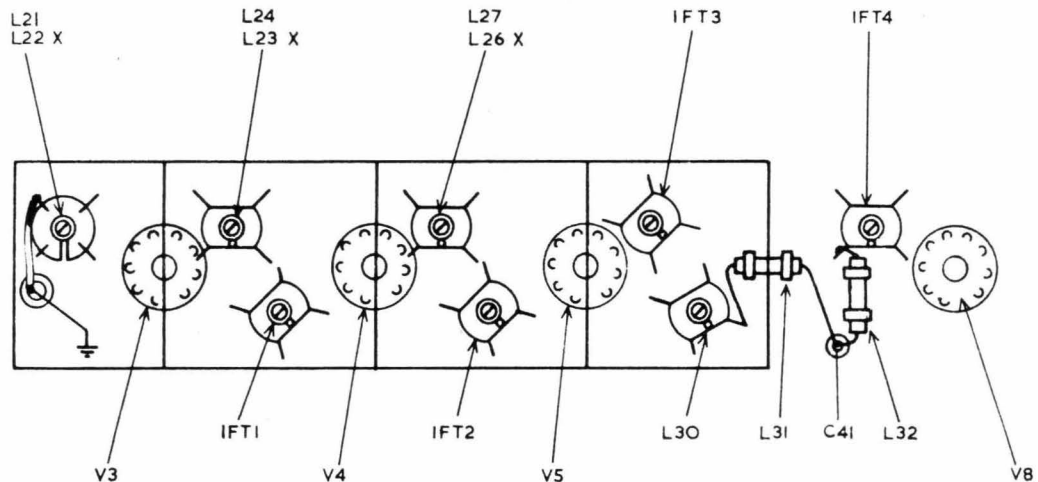 L21
L22 X
L24
L23 X
L27
L26 X
IFT3
IFT4
IFT1
IFT2
L30
L31
C41
L32
V3
V4
V5
V8